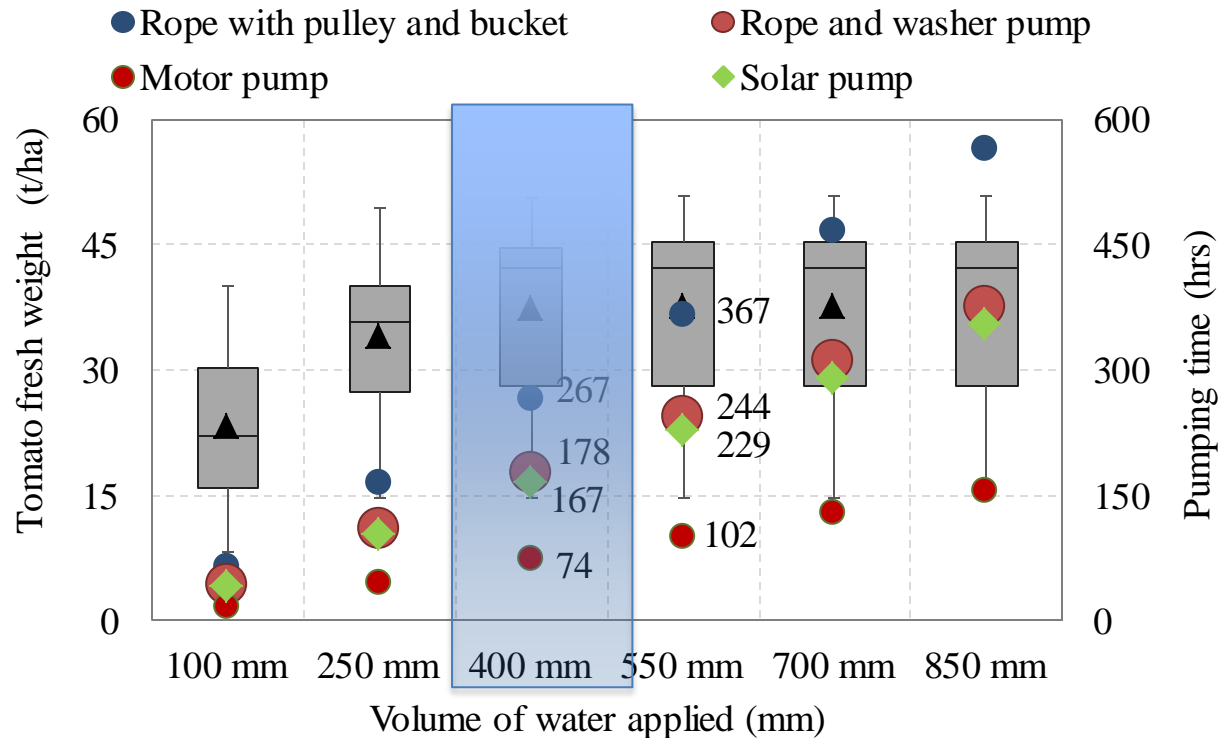 Rope with pulley and bucket
Rope and washer pump
Motor pump
Solar pump
Tomato fresh weight (t/ha)
60
45
30
15
0
600
450
300
150
0
Pumping time (hrs)
267
178
167
74
367
244
229
102
100 mm
250 mm
400 mm
550 mm
700 mm
850 mm
Volume of water applied (mm)